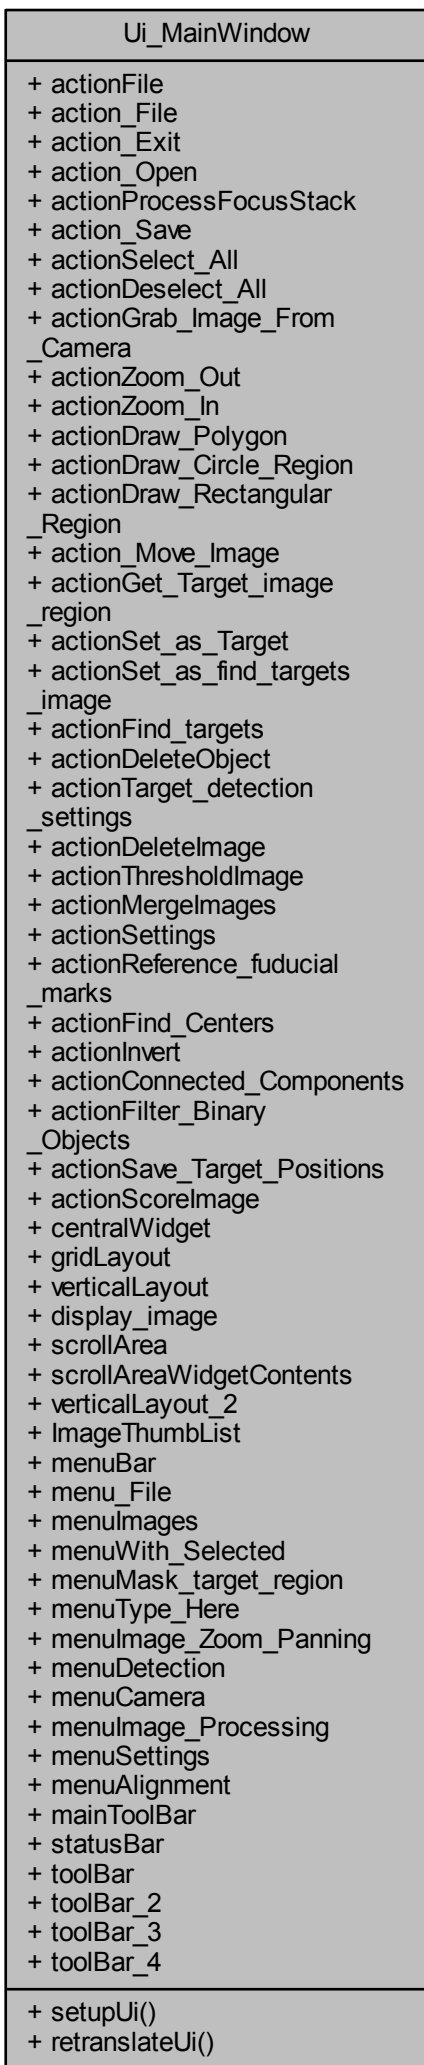 Ui_MainWindow
+ actionFile
+ action_File
+ action_Exit
+ action_Open
+ actionProcessFocusStack
+ action_Save
+ actionSelect_All
+ actionDeselect_All
+ actionGrab_Image_From
_Camera
+ actionZoom_Out
+ actionZoom_In
+ actionDraw_Polygon
+ actionDraw_Circle_Region
+ actionDraw_Rectangular
_Region
+ action_Move_Image
+ actionGet_Target_image
_region
+ actionSet_as_Target
+ actionSet_as_find_targets
_image
+ actionFind_targets
+ actionDeleteObject
+ actionTarget_detection
_settings
+ actionDeleteImage
+ actionThresholdImage
+ actionMergeImages
+ actionSettings
+ actionReference_fuducial
_marks
+ actionFind_Centers
+ actionInvert
+ actionConnected_Components
+ actionFilter_Binary
_Objects
+ actionSave_Target_Positions
+ actionScoreImage
+ centralWidget
+ gridLayout
+ verticalLayout
+ display_image
+ scrollArea
+ scrollAreaWidgetContents
+ verticalLayout_2
+ ImageThumbList
+ menuBar
+ menu_File
+ menuImages
+ menuWith_Selected
+ menuMask_target_region
+ menuType_Here
+ menuImage_Zoom_Panning
+ menuDetection
+ menuCamera
+ menuImage_Processing
+ menuSettings
+ menuAlignment
+ mainToolBar
+ statusBar
+ toolBar
+ toolBar_2
+ toolBar_3
+ toolBar_4
+ setupUi()
+ retranslateUi()